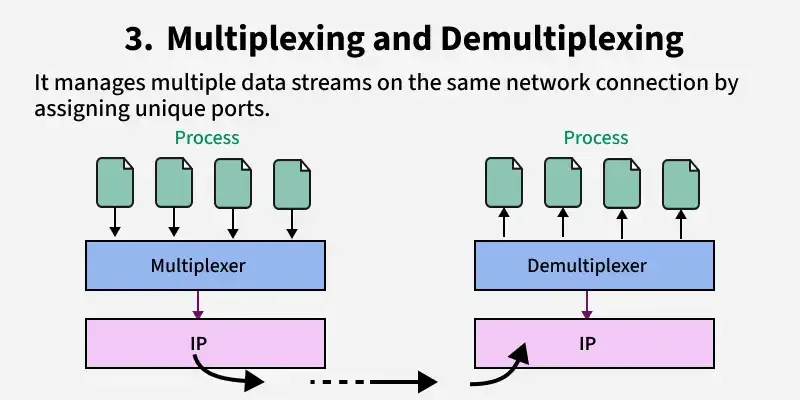 3. Multiplexing and Demultiplexing
It manages multiple data streams on the same network connection by
assigning unique ports.
Process
Process
Multiplexer
Demultiplexer
IP
IP